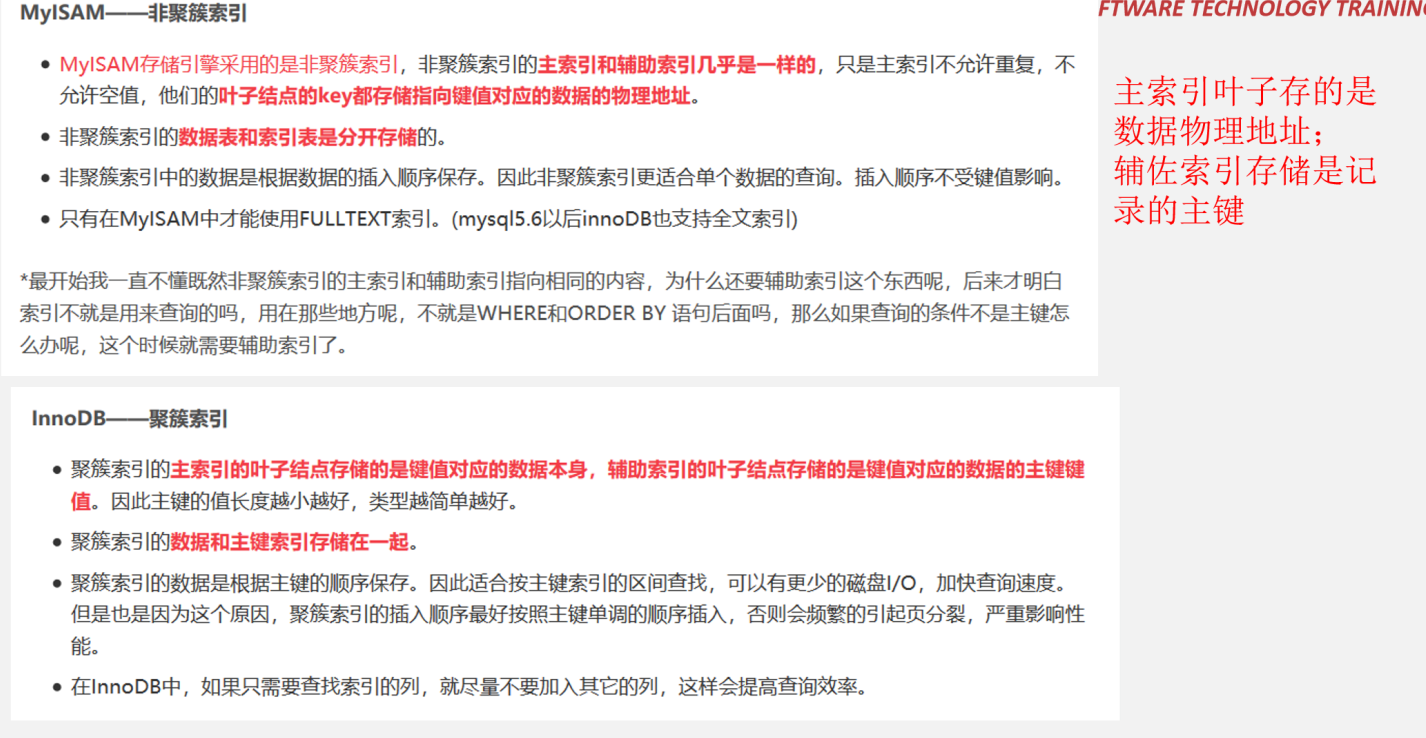 MyISAM——非聚簇索引
FTWARE TECHNOLOGY TRAINING
• MyISAM存储引擎采用的是非聚簇索引，非聚簇索引的主索引和辅助索引几乎是一样的，只是主索引不允许重复，不
允许空值，他们的叶子结点的key都存储指向键值对应的数据的物理地址。
• 非聚簇索引的数据表和索引表是分开存储的。
• 非聚簇索引中的数据是根据数据的插入顺序保存。因此非聚簇索引更适合单个数据的查询。插入顺序不受键值影响。
• 只有在MyISAM中才能使用FULLTEXT索引。(mysql5.6以后innoDB也支持全文索引)
*最开始我一直不懂既然非聚簇索引的主索引和辅助索引指向相同的内容，为什么还要辅助索引这个东西呢，后来才明白
索引不就是用来查询的吗，用在那些地方呢，不就是WHERE和ORDER BY 语句后面吗，那么如果查询的条件不是主键怎
么办呢，这个时候就需要辅助索引了。
主索引叶子存的是
数据物理地址；
辅佐索引存储是记
录的主键
InnoDB——聚簇索引
• 聚簇索引的主索引的叶子结点存储的是键值对应的数据本身，辅助索引的叶子结点存储的是键值对应的数据的主键键
值。因此主键的值长度越小越好，类型越简单越好。
• 聚簇索引的数据和主键索引存储在一起。
• 聚簇索引的数据是根据主键的顺序保存。因此适合按主键索引的区间查找，可以有更少的磁盘I/O，加快查询速度。
但是也是因为这个原因，聚簇索引的插入顺序最好按照主键单调的顺序插入，否则会频繁的引起页分裂，严重影响性
能。
• 在InnoDB中，如果只需要查找索引的列，就尽量不要加入其它的列，这样会提高查询效率。